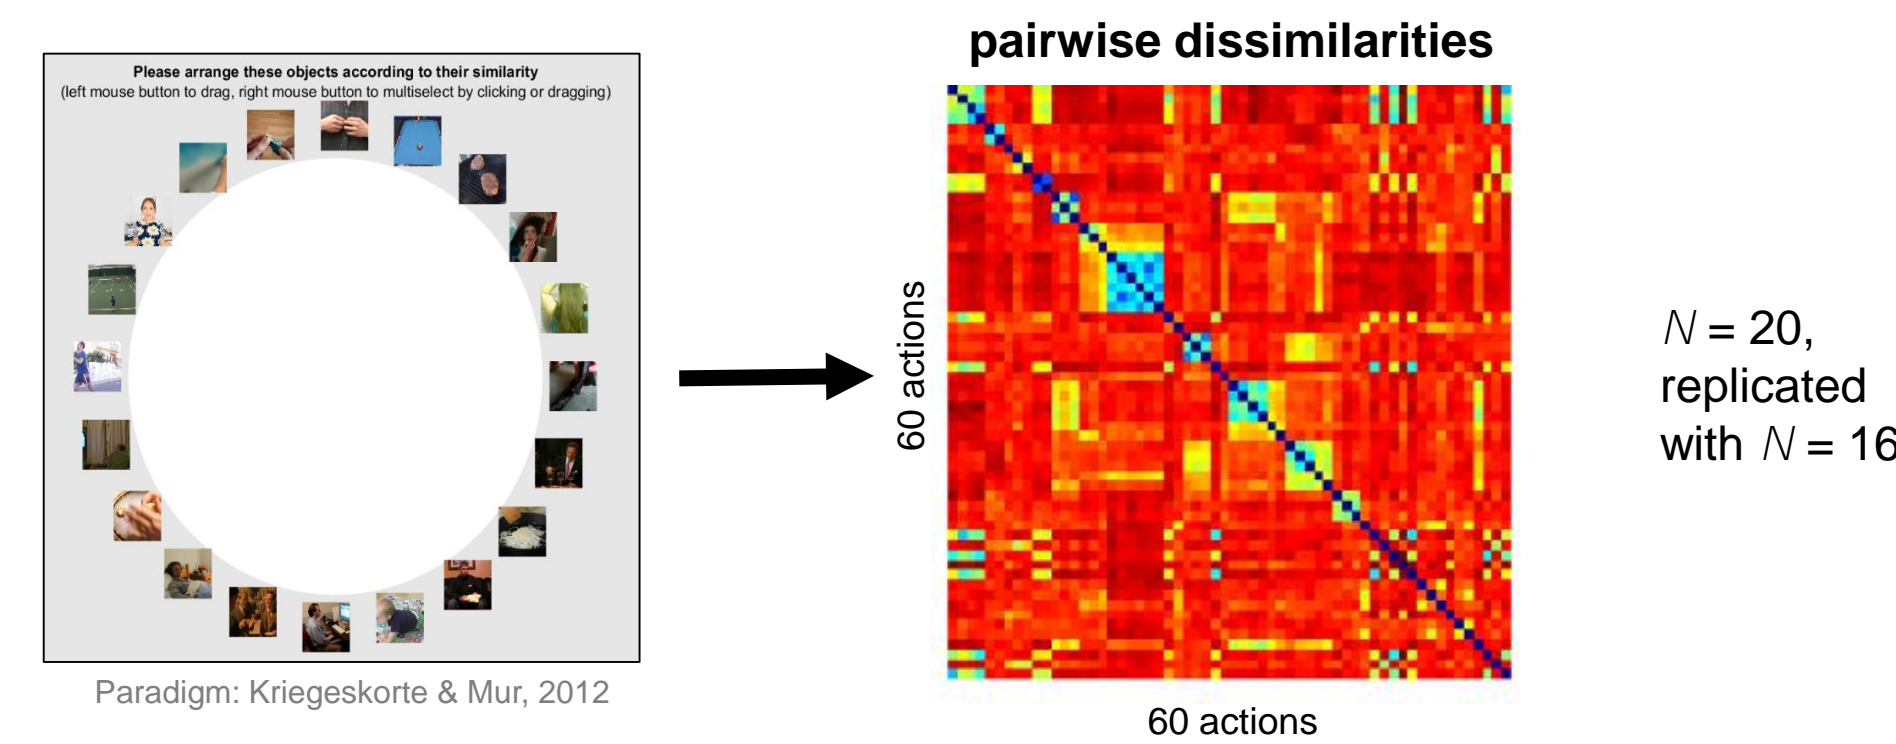 pairwise dissimilarities
Please arrange these objects according to their similarity
(left mouse button to drag, right mouse button to multiselect by clicking or dragging)
60 actions
N = 20,
replicated
with N = 16
Paradigm: Kriegeskorte & Mur, 2012
60 actions